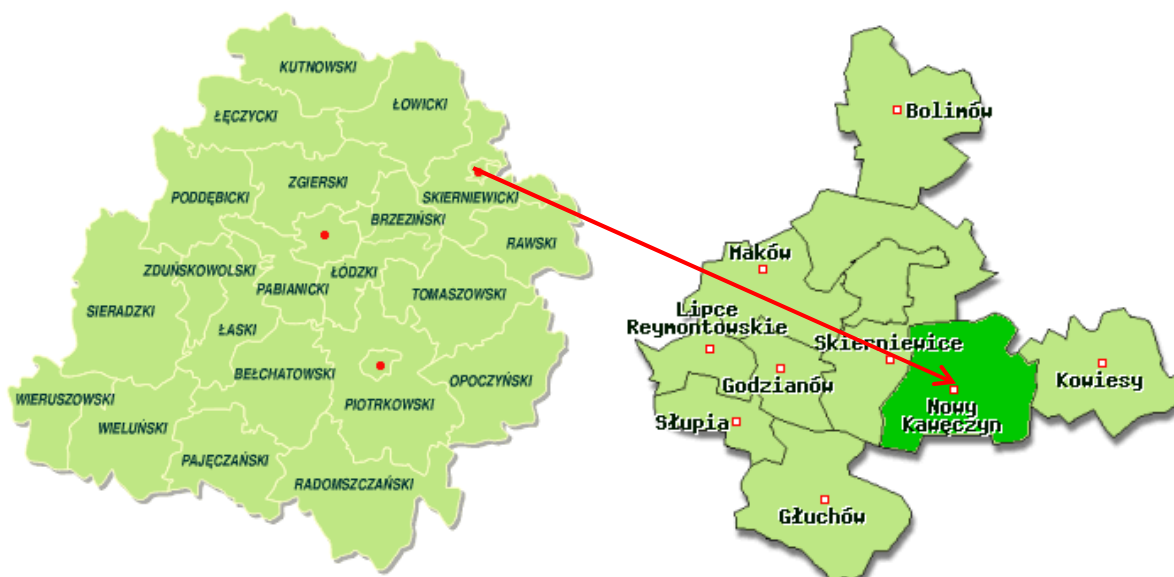 KUTNOWSKI
ŁOWICKI
ŁĘCZYCKI
ZGIERSKI
PODDĘBICKI
SKIERNIEWICKI
BRZEZIŃSKI
RAWSKI
ZDUŃSKOWOLSKI
ŁÓDZKI
PABIANICKI
TOMASZOWSKI
SIERADZKI
ŁASKI
BEŁCHATOWSKI
OPOCZYŃSKI
WIERUSZOWSKI
PIOTRKOWSKI
WIELUŃSKI
PAJĘCZAŃSKI
RADOMSZCZAŃSKI
Bolimów
Maków
Lipce
Reymontowskie
Skierniewice
Godzianów
Kowiesy
Nowy
Kawęczyn
Słupia
Głuchów